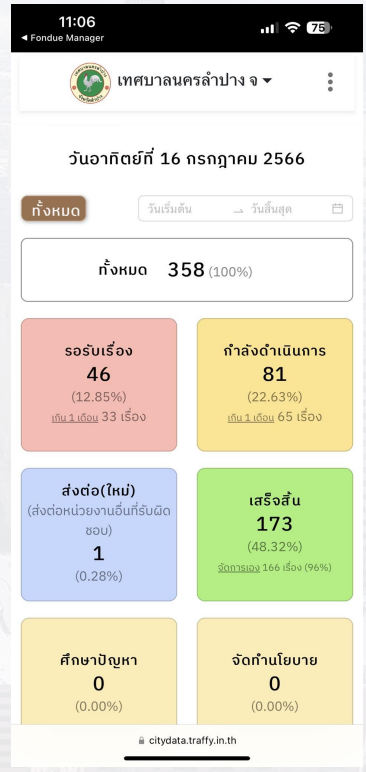 11:06
75
◀ Fondue Manager
เทศบาลนครลำปาง จ
วันอาทิตย์ที่ 16 กรกฎาคม 2566
ทั้งหมด
วันเริ่มต้น → วันสิ้นสุด
ทั้งหมด 358 (100%)
รอรับเรื่อง
46
(12.85%)
เกิน 1 เดือน 33 เรื่อง
กำลังดำเนินการ
81
(22.63%)
เกิน 1 เดือน 65 เรื่อง
ส่งต่อ(ใหม่)
(ส่งต่อหน่วยงานอื่นที่รับผิด
ชอบ)
1
(0.28%)
เสร็จสิ้น
173
(48.32%)
จัดการเอง 166 เรื่อง (96%)
ศึกษาปัญหา
0
(0.00%)
จัดทำนโยบาย
0
(0.00%)
citydata.traffy.in.th